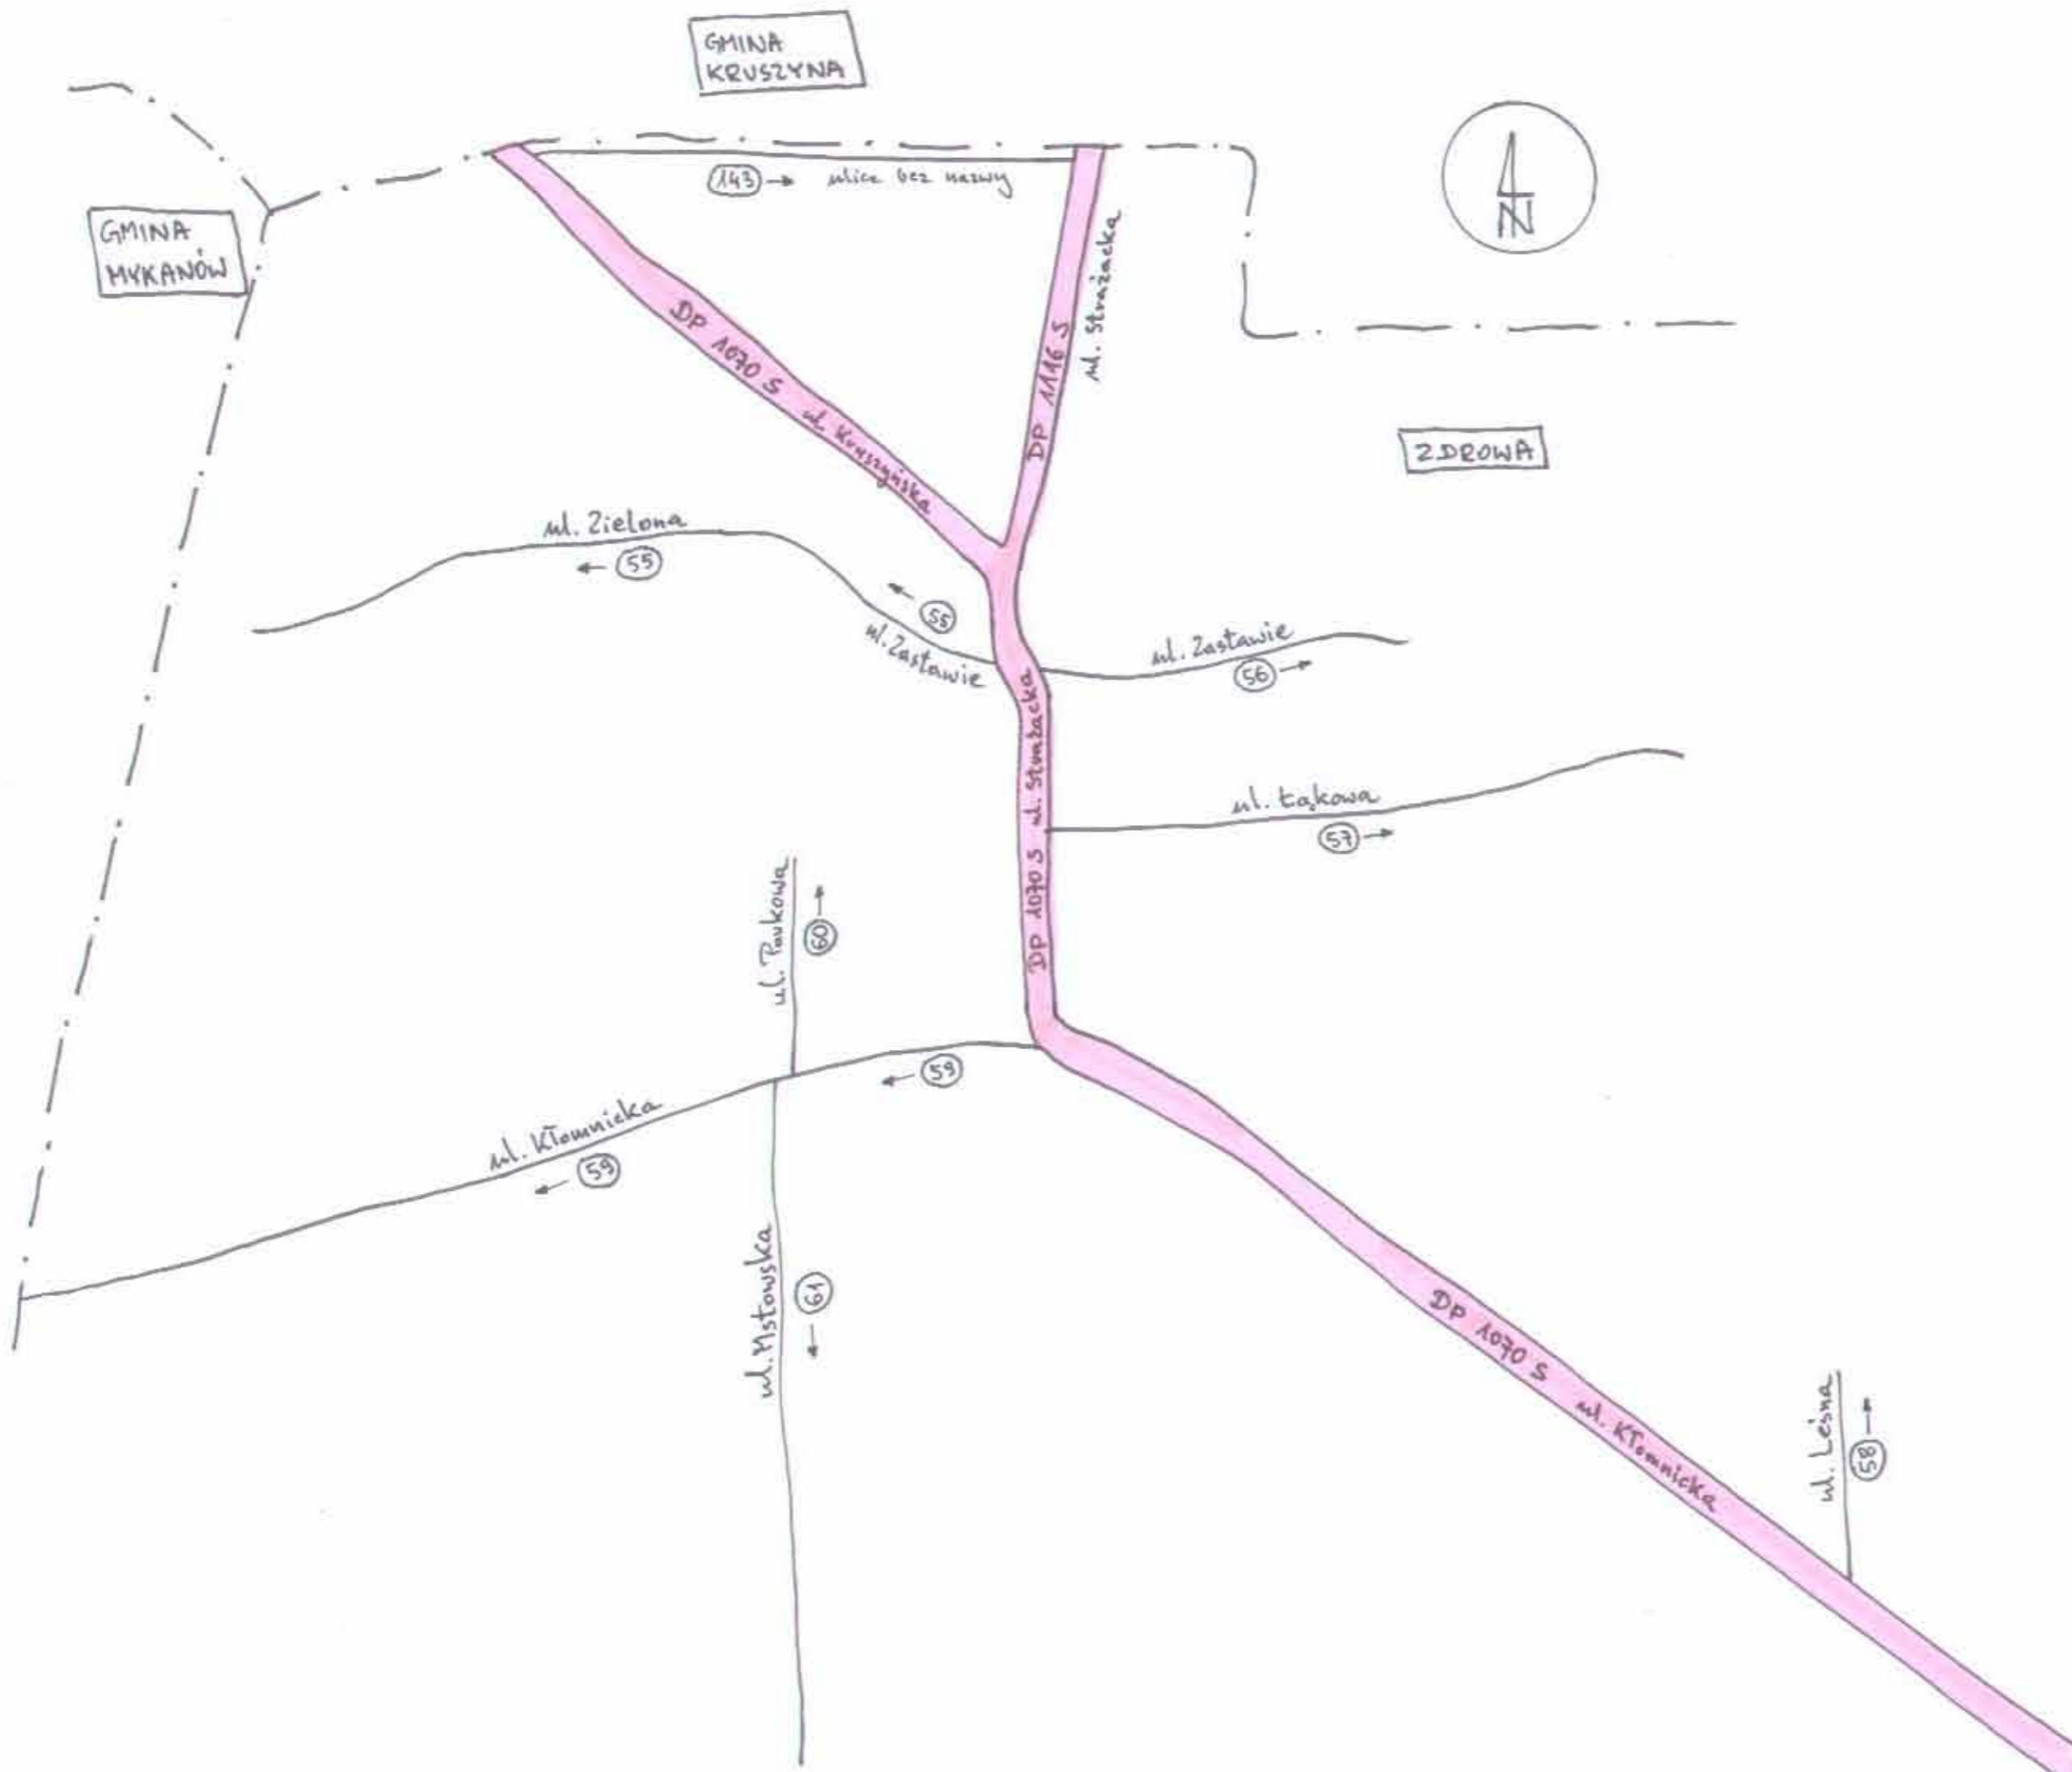 GMINA
KRUSZYNA
GMINA
MYKANÓW
143 → ulica bez nazwy
N
DP 1070 S ul. Kruszyńska
DP 1116 S
ul. Strażacka
ZDROWA
ul. Zielona
← 55
← 55
ul. Zastawie
ul. Zastawie
56 →
DP 1070 S ul. Strażacka
ul. Łąkowa
57 →
ul. Parkowa
60 →
← 59
ul. Kłomnicka
← 59
ul. Mstowska
← 61
DP 1070 S ul. Kłomnicka
ul. Leśna
58 →